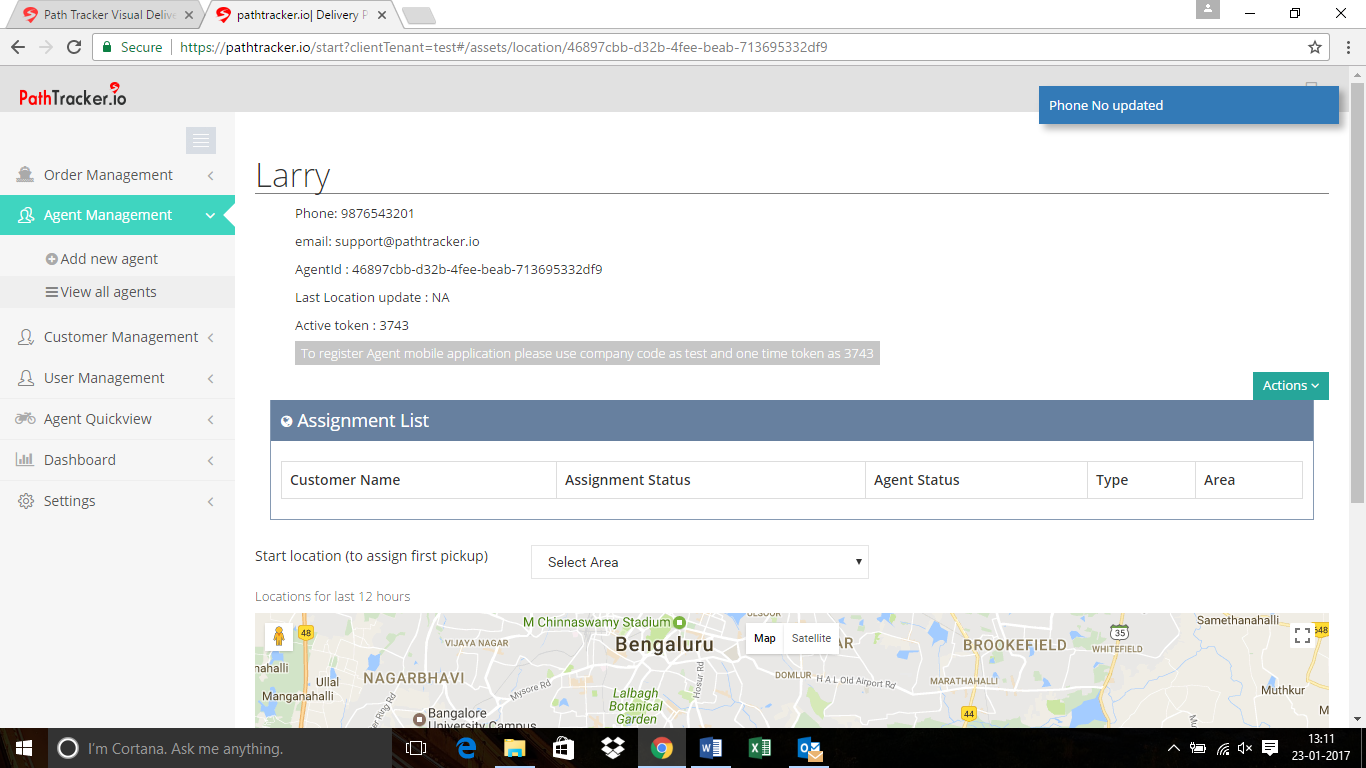 Path Tracker Visual Delive
pathtracker.io| Delivery P
Secure
https://pathtracker.io/start?clientTenant=test#/assets/location/46897cbb-d32b-4fee-beab-713695332df9
PathTracker.io
Phone No updated
Order Management
Agent Management
Add new agent
View all agents
Customer Management
User Management
Agent Quickview
Dashboard
Settings
Larry
Phone: 9876543201
email: support@pathtracker.io
AgentId : 46897cbb-d32b-4fee-beab-713695332df9
Last Location update : NA
Active token : 3743
To register Agent mobile application please use company code as test and one time token as 3743
Actions
Assignment List
Customer Name Assignment Status Agent Status Type Area
Start location (to assign first pickup)
Select Area
Locations for last 12 hours
M Chinnaswamy Stadium
ULSOOR
Samethanahalli
48
VIJAYA NAGAR
Bengaluru
Map
Satellite
AR
BROOKEFIELD
35
WHITEFIELD
648
nahalli
Ullal
Manganahalli
NAGARBHAVI
Mysore Rd
Hosur Rd
DOMLUR
H A L Old Airport Rd
MARATHAHALLI
Muthkur
Ring Rd
Lalbagh
Botanical
Garden
Bangalore
University Campus
44
I'm Cortana. Ask me anything.
13:11
23-01-2017